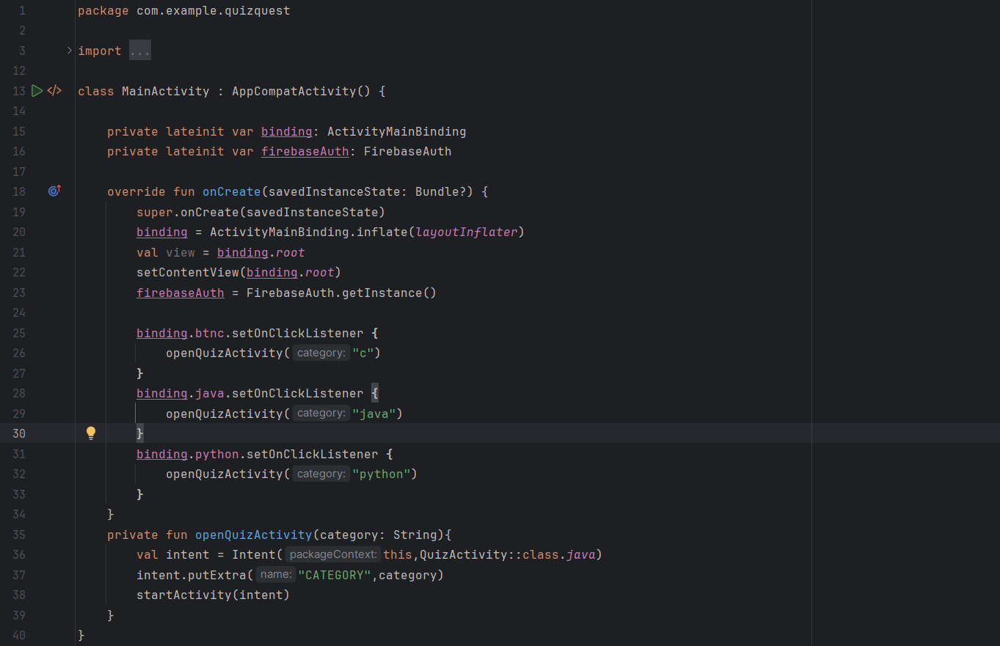 1 package com.example.quizquest
2
3 import ...
12
13 class MainActivity : AppCompatActivity() {
14
15     private lateinit var binding: ActivityMainBinding
16     private lateinit var firebaseAuth: FirebaseAuth
17
18     override fun onCreate(savedInstanceState: Bundle?) {
19         super.onCreate(savedInstanceState)
20         binding = ActivityMainBinding.inflate(layoutInflater)
21         val view = binding.root
22         setContentView(binding.root)
23         firebaseAuth = FirebaseAuth.getInstance()
24
25         binding.btnc.setOnClickListener {
26             openQuizActivity( category: "c")
27         }
28         binding.java.setOnClickListener {
29             openQuizActivity( category: "java")
30         }
31         binding.python.setOnClickListener {
32             openQuizActivity( category: "python")
33         }
34     }
35     private fun openQuizActivity(category: String){
36         val intent = Intent( packageContext: this,QuizActivity::class.java)
37         intent.putExtra( name: "CATEGORY",category)
38         startActivity(intent)
39     }
40 }